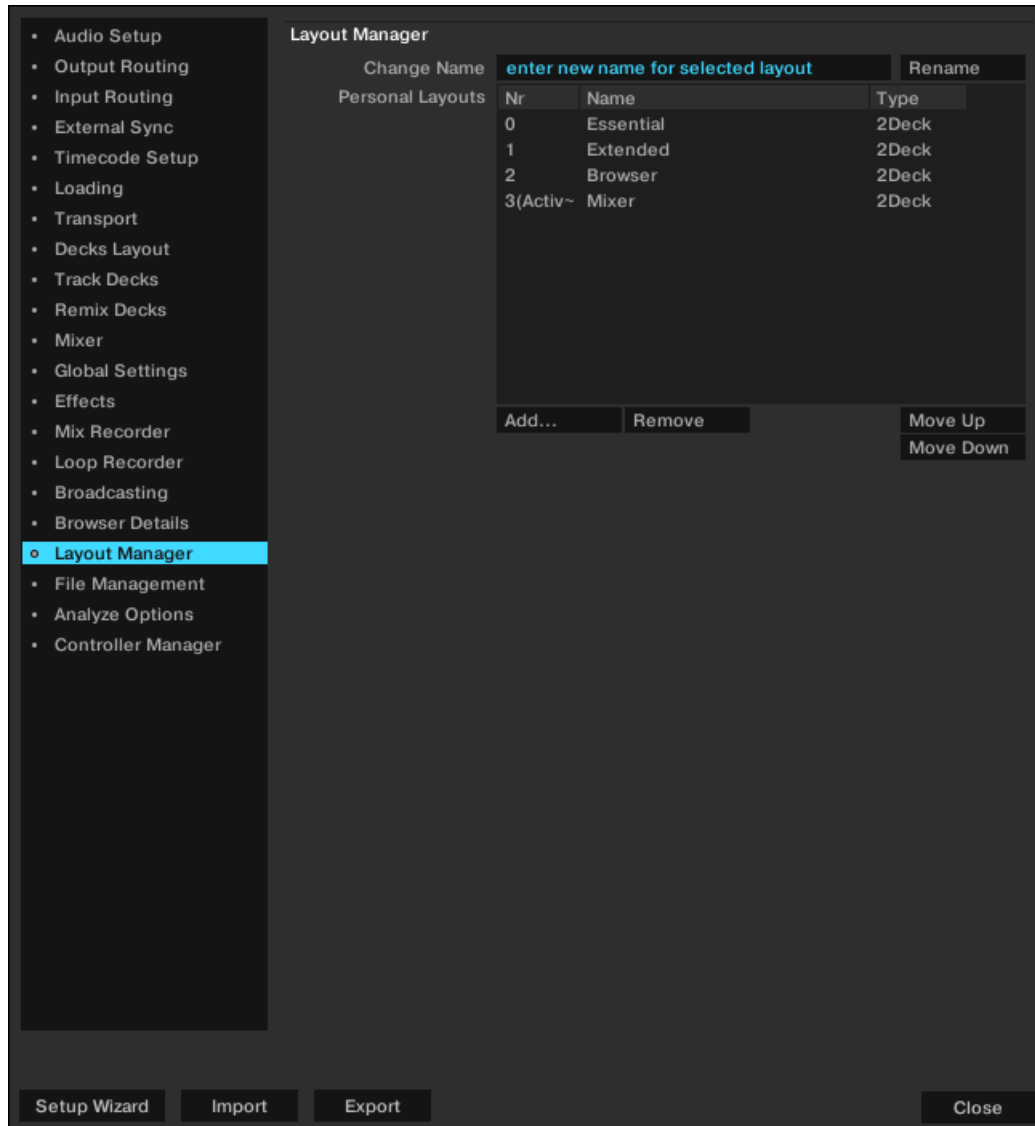 Audio Setup
Output Routing
Input Routing
External Sync
Timecode Setup
Loading
Transport
Decks Layout
Track Decks
Remix Decks
Mixer
Global Settings
Effects
Mix Recorder
Loop Recorder
Broadcasting
Browser Details
Layout Manager
File Management
Analyze Options
Controller Manager
Layout Manager
Change Name enter new name for selected layout Rename
Personal Layouts Nr Name Type
0 Essential 2Deck
1 Extended 2Deck
2 Browser 2Deck
3(Activ~ Mixer 2Deck
Add... Remove Move Up
Move Down
Setup Wizard Import Export Close